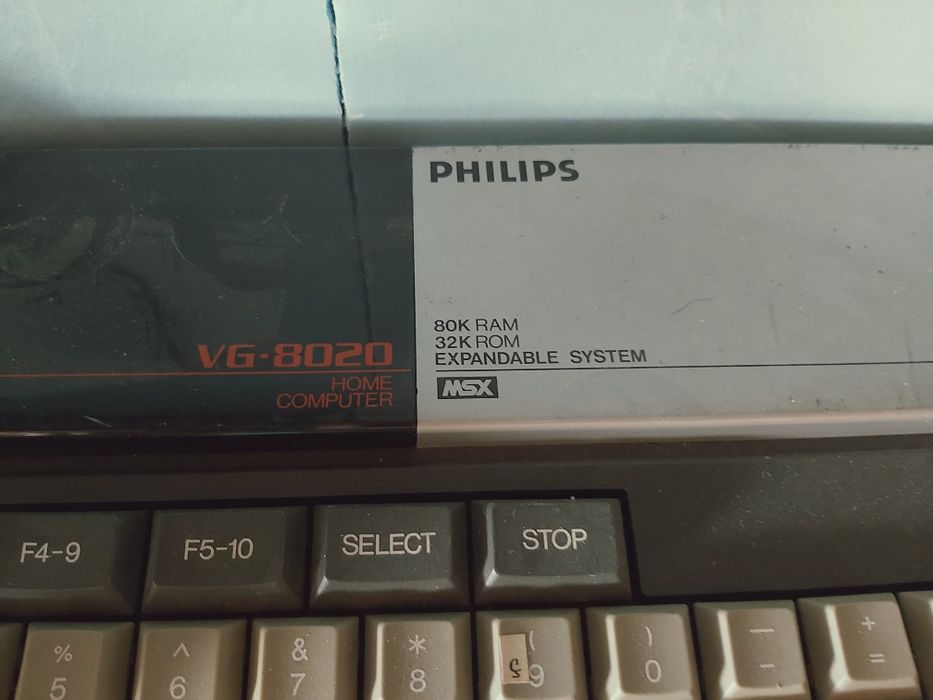 PHILIPS
VG-8020
HOME
COMPUTER
80K RAM
32K ROM
EXPANDABLE SYSTEM
MSX
F4-9
F5-10
SELECT
STOP
% ^ & * ( ) — +
5 6 7 8 9 0 - =